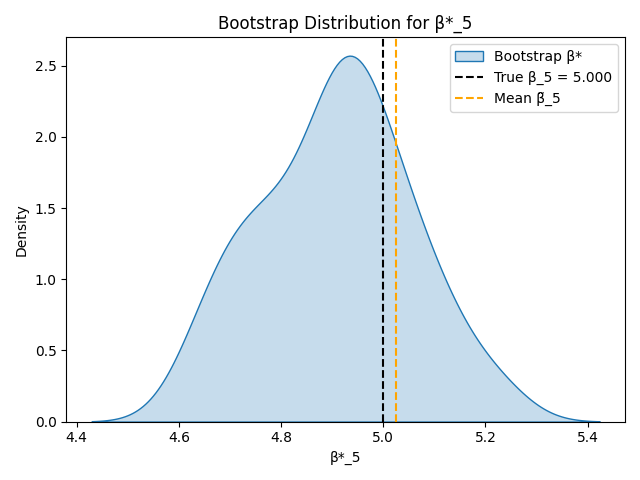 Bootstrap Distribution for β*_5
Bootstrap β*
True β_5 = 5.000
Mean β̂_5
Density
2.5
2.0
1.5
1.0
0.5
0.0
4.4 4.6 4.8 5.0 5.2 5.4
β*_5